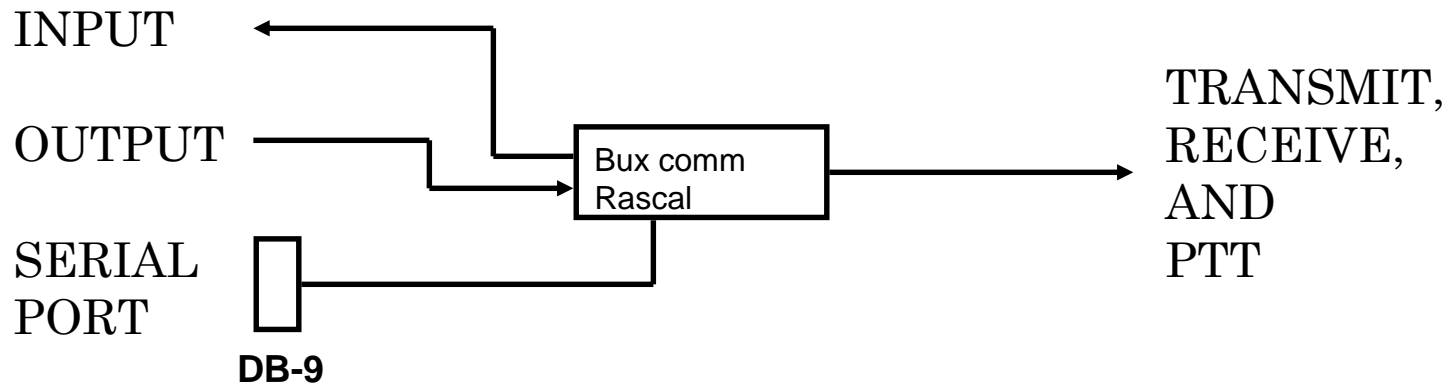 INPUT
OUTPUT
SERIAL
PORT
DB-9
Bux comm
Rascal
TRANSMIT,
RECEIVE,
AND
PTT